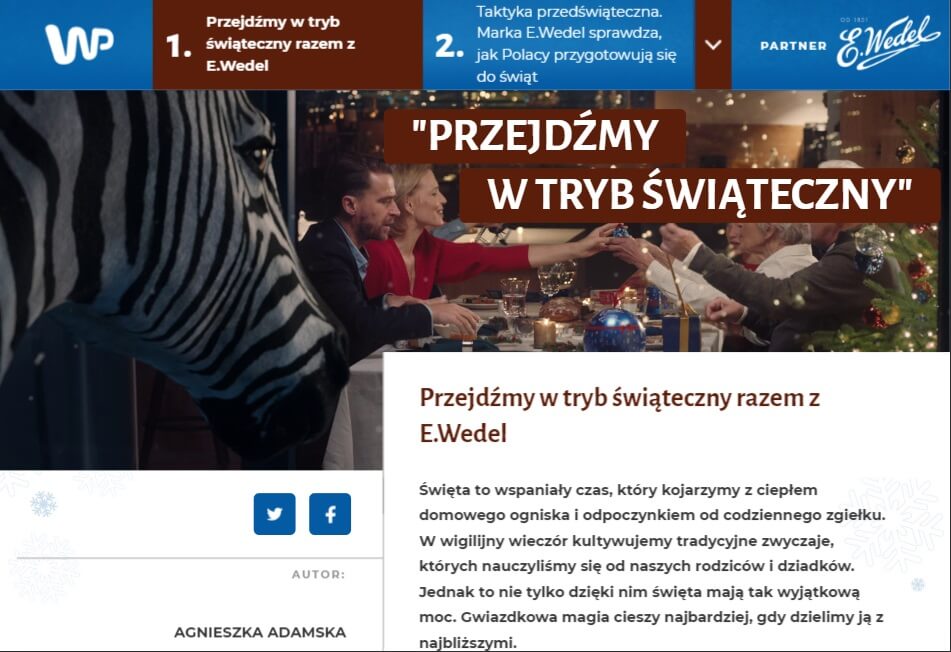 WP
1.
Przejdźmy w tryb
świąteczny razem z
E.Wedel
2.
Taktyka przedświąteczna.
Marka E.Wedel sprawdza,
jak Polacy przygotowują się
do świąt
PARTNER
OD 1851
E.Wedel
"PRZEJDŹMY
W TRYB ŚWIĄTECZNY"
Przejdźmy w tryb świąteczny razem z
E.Wedel
Święta to wspaniały czas, który kojarzymy z ciepłem
domowego ogniska i odpoczynkiem od codziennego zgiełku.
W wigilijny wieczór kultywujemy tradycyjne zwyczaje,
których nauczyliśmy się od naszych rodziców i dziadków.
Jednak to nie tylko dzięki nim święta mają tak wyjątkową
moc. Gwiazdkowa magia cieszy najbardziej, gdy dzielimy ją z
najbliższymi.
AUTOR:
AGNIESZKA ADAMSKA